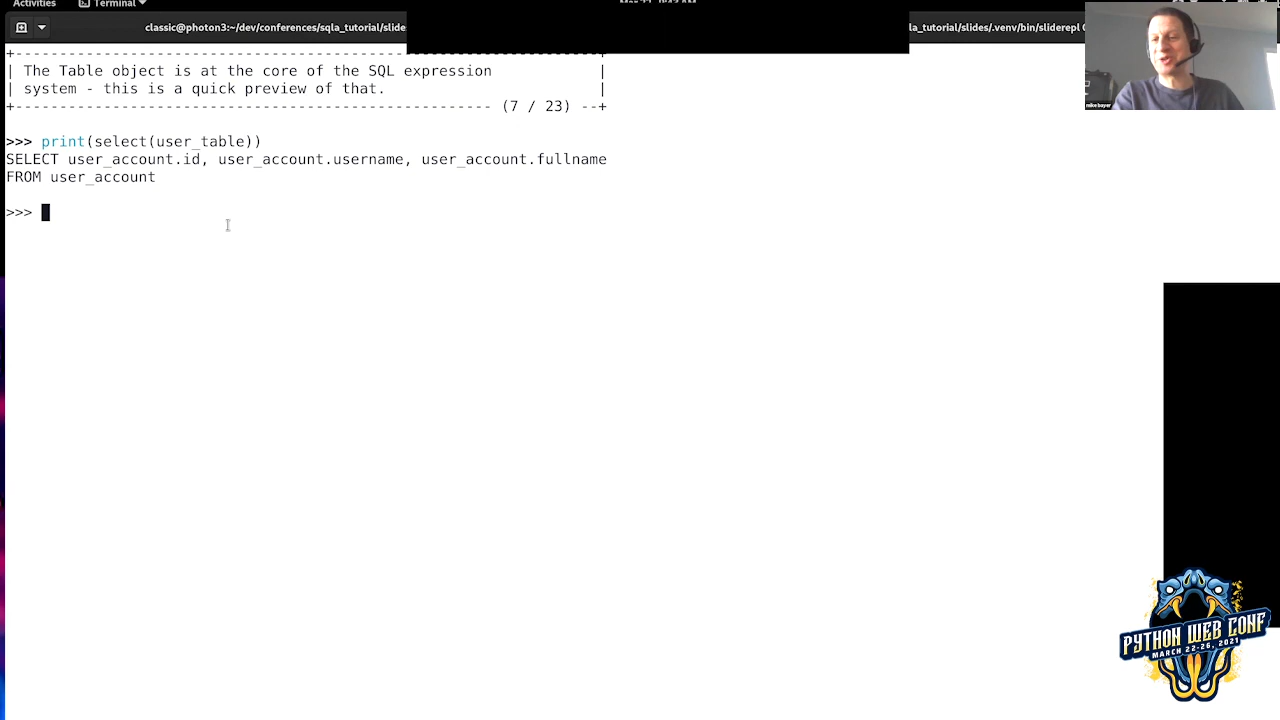 Activities Terminal
classic@photon3:~/dev/conferences/sqla_tutorial/slide la_tutorial/slides/.venv/bin/sliderepl
mike bayer
+------------------------------------------------------------------+
| The Table object is at the core of the SQL expression |
| system - this is a quick preview of that. |
+------------------------------------------------------ (7 / 23) --+
>>> print(select(user_table))
SELECT user_account.id, user_account.username, user_account.fullname
FROM user_account
>>>
PYTHON WEB CONF
MARCH 22-26, 2021